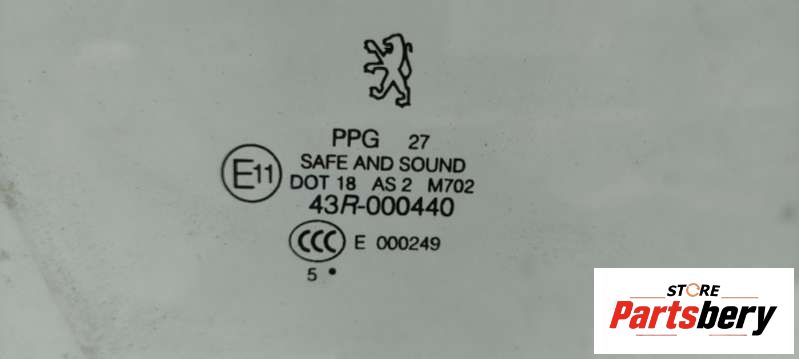 PPG 27
SAFE AND SOUND
E11
DOT 18 AS 2 M702
43R-000440
CCC E 000249
5 •
STORE
Partsbery